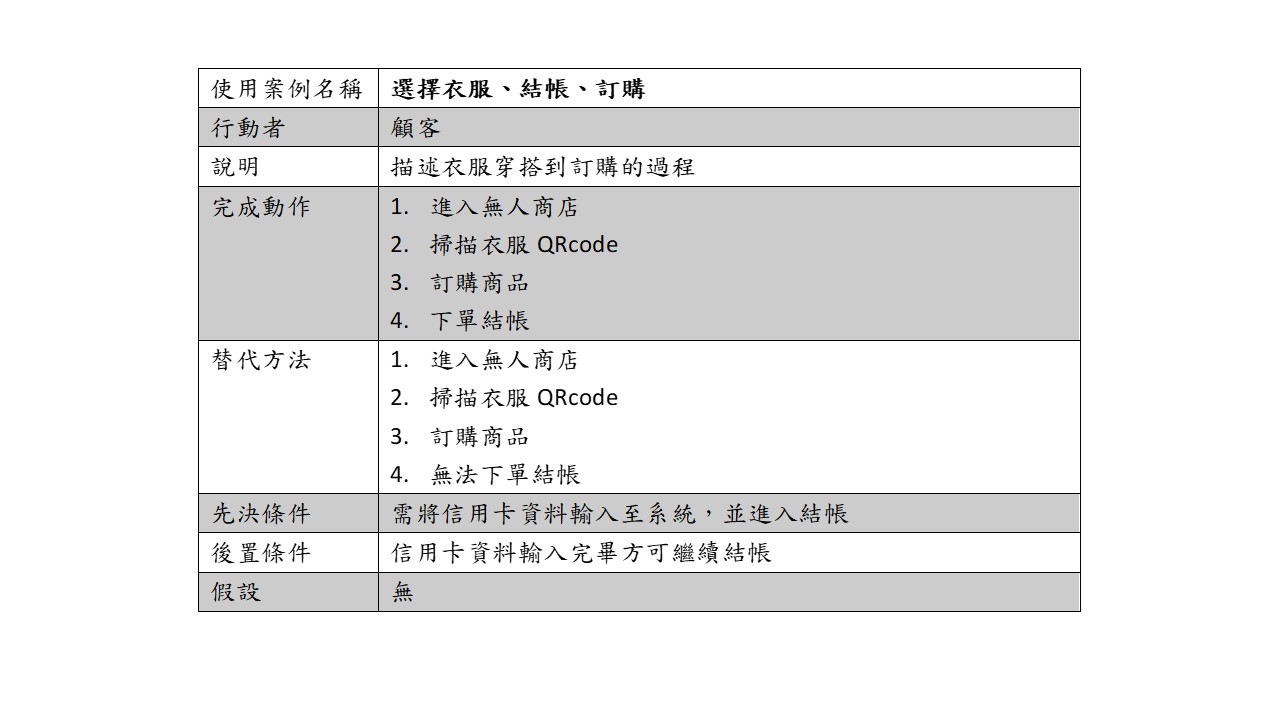 使用案例名稱 選擇衣服、結帳、訂購
行動者 顧客
說明 描述衣服穿搭到訂購的過程
完成動作 1. 進入無人商店
2. 掃描衣服 QRcode
3. 訂購商品
4. 下單結帳
替代方法 1. 進入無人商店
2. 掃描衣服 QRcode
3. 訂購商品
4. 無法下單結帳
先決條件 需將信用卡資料輸入至系統，並進入結帳
後置條件 信用卡資料輸入完畢方可繼續結帳
假設 無